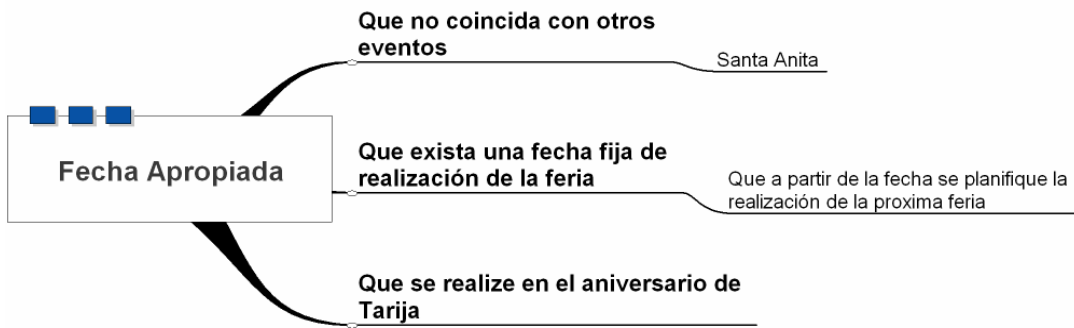 Que no coincida con otros
eventos
Santa Anita
Fecha Apropiada
Que exista una fecha fija de
realización de la feria
Que a partir de la fecha se planifique la
realización de la proxima feria
Que se realize en el aniversario de
Tarija